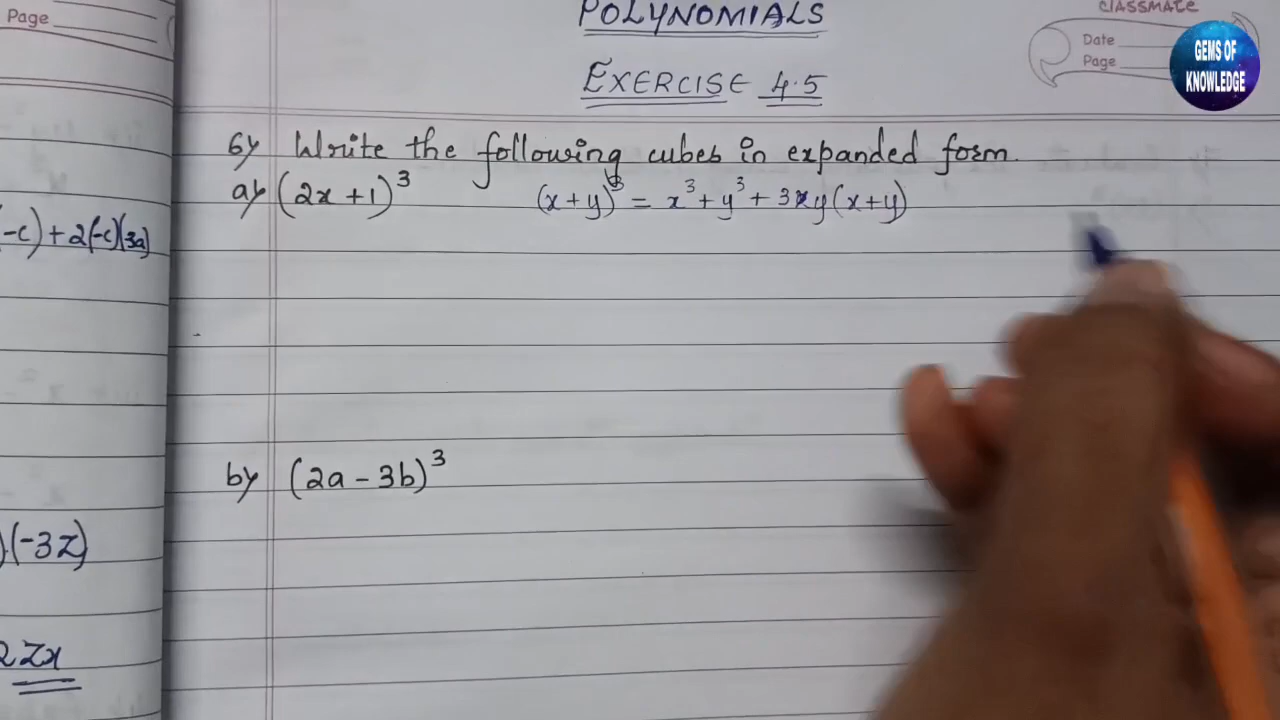 Page
POLYNOMIALS
CLASSMATE
Date
Page
GEMS OF
KNOWLEDGE
EXERCISE 4.5
6) Write the following cubes in expanded form.
a) (2x + 1)³ (x + y)³ = x³ + y³ + 3xy(x + y)
-c) + 2(-c)(3a)
b) (2a - 3b)³
)(-3z)
2zx